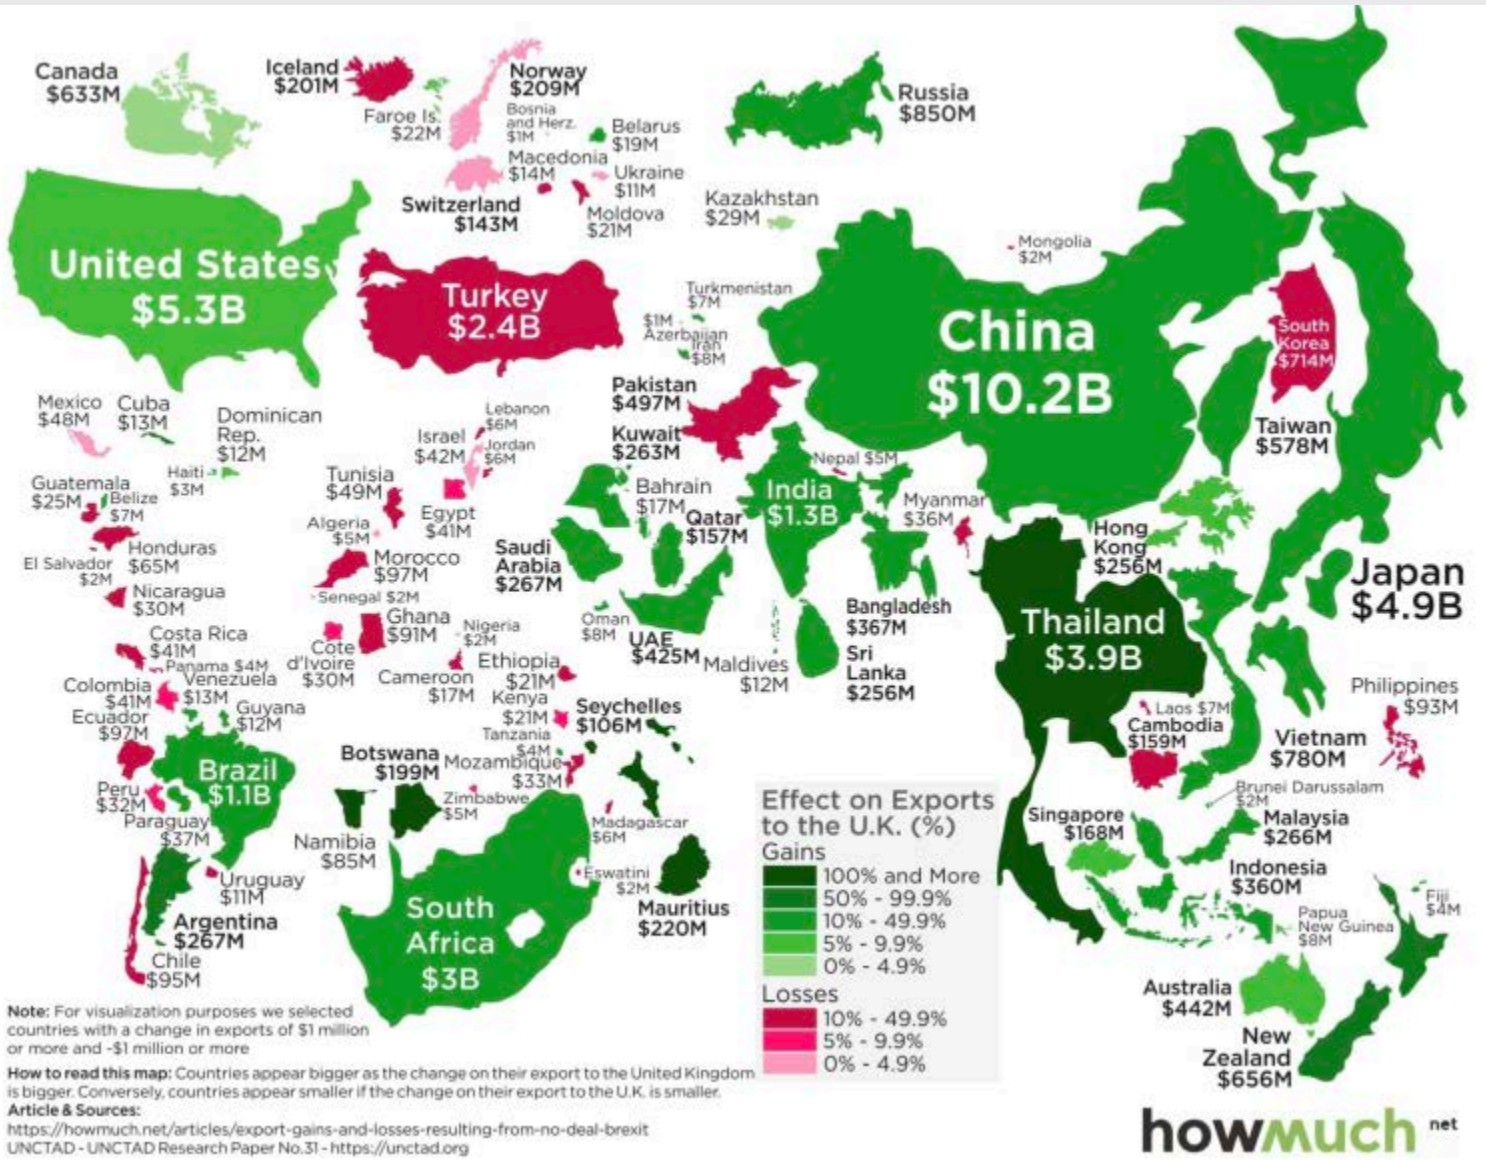 Canada
$633M
Iceland
$201M
Faroe Is.
$22M
Norway
$209M
Bosnia
and Herz.
$1M
Belarus
$19M
Macedonia
$14M
Ukraine
$11M
Switzerland
$143M
Moldova
$21M
Russia
$850M
Kazakhstan
$29M
Mongolia
$2M
United States
$5.3B
Turkey
$2.4B
Turkmenistan
$7M
$1M
Azerbaijan
Iran
$8M
China
$10.2B
South
Korea
$714M
Taiwan
$578M
Pakistan
$497M
Kuwait
$263M
Mexico
$48M
Cuba
$13M
Dominican
Rep.
$12M
Haiti
$3M
Guatemala
$25M
Belize
$7M
Honduras
$65M
El Salvador
$2M
Nicaragua
$30M
Costa Rica
$41M
Panama $4M
Colombia
$41M
Venezuela
$13M
Guyana
$12M
Ecuador
$97M
Brazil
$1.1B
Peru
$32M
Paraguay
$37M
Uruguay
$11M
Argentina
$267M
Chile
$95M
Lebanon
$6M
Israel
$42M
Jordan
$6M
Tunisia
$49M
Egypt
$41M
Algeria
$5M
Morocco
$97M
Senegal $2M
Ghana
$91M
Nigeria
$2M
Cote
d'Ivoire
$30M
Cameroon
$17M
Ethiopia
$21M
Kenya
$21M
Tanzania
$4M
Seychelles
$106M
Botswana
$199M
Mozambique
$33M
Zimbabwe
$5M
Namibia
$85M
Madagascar
$6M
Eswatini
$2M
Mauritius
$220M
South
Africa
$3B
Saudi
Arabia
$267M
Bahrain
$17M
Qatar
$157M
Oman
$8M
UAE
$425M
India
$1.3B
Nepal $5M
Maldives
$12M
Bangladesh
$367M
Sri
Lanka
$256M
Myanmar
$36M
Hong
Kong
$256M
Thailand
$3.9B
Japan
$4.9B
Laos $7M
Cambodia
$159M
Vietnam
$780M
Philippines
$93M
Brunei Darussalam
$2M
Singapore
$168M
Malaysia
$266M
Indonesia
$360M
Papua
New Guinea
$8M
Fiji
$4M
Australia
$442M
New
Zealand
$656M
Effect on Exports
to the U.K. (%)
Gains
100% and More
50% - 99.9%
10% - 49.9%
5% - 9.9%
0% - 4.9%
Losses
10% - 49.9%
5% - 9.9%
0% - 4.9%
Note: For visualization purposes we selected
countries with a change in exports of $1 million
or more and -$1 million or more
How to read this map: Countries appear bigger as the change on their export to the United Kingdom
is bigger. Conversely, countries appear smaller if the change on their export to the U.K. is smaller.
Article & Sources:
https://howmuch.net/articles/export-gains-and-losses-resulting-from-no-deal-brexit
UNCTAD - UNCTAD Research Paper No.31 - https://unctad.org
howmuch net